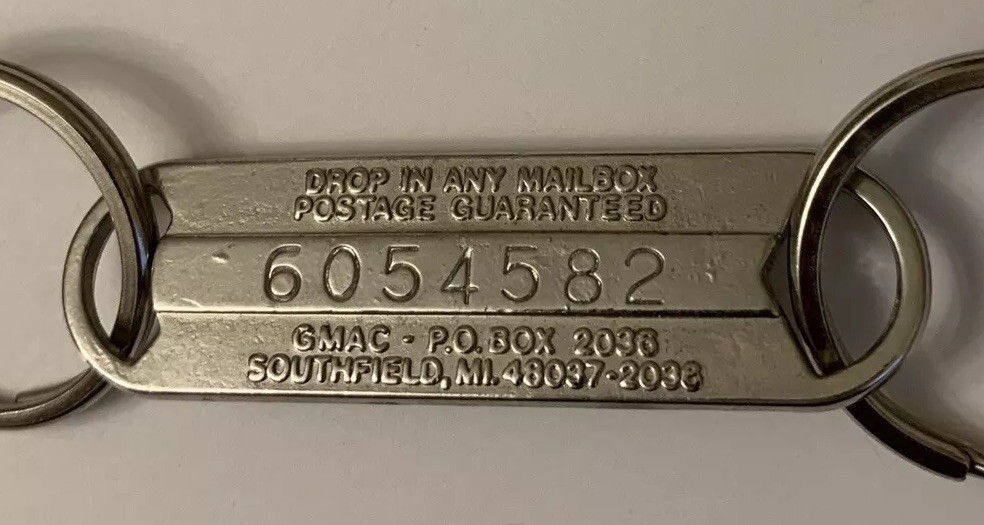 DROP IN ANY MAILBOX
POSTAGE GUARANTEED
6054582
GMAC - P.O. BOX 2036
SOUTHFIELD, MI. 48037-2036